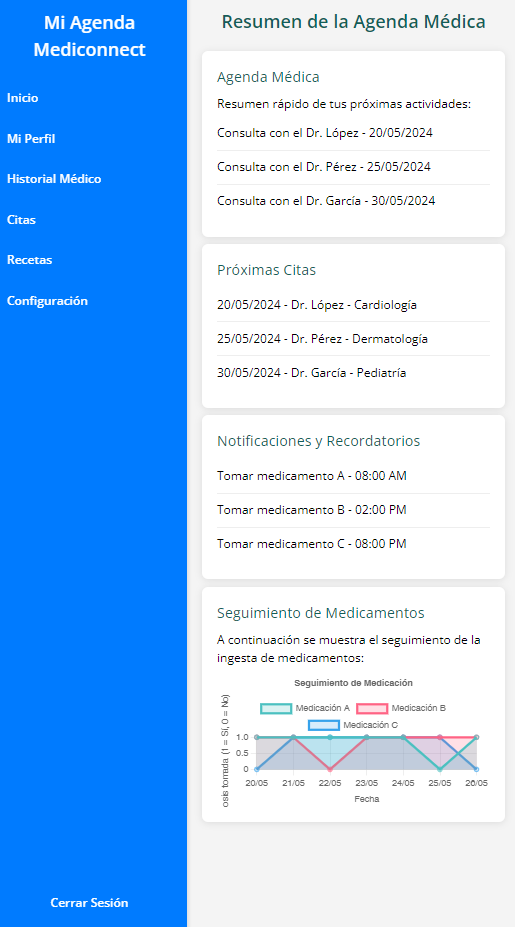 Mi Agenda
Mediconnect
Inicio
Mi Perfil
Historial Médico
Citas
Recetas
Configuración
Cerrar Sesión
Resumen de la Agenda Médica
Agenda Médica
Resumen rápido de tus próximas actividades:
Consulta con el Dr. López - 20/05/2024
Consulta con el Dr. Pérez - 25/05/2024
Consulta con el Dr. García - 30/05/2024
Próximas Citas
20/05/2024 - Dr. López - Cardiología
25/05/2024 - Dr. Pérez - Dermatología
30/05/2024 - Dr. García - Pediatría
Notificaciones y Recordatorios
Tomar medicamento A - 08:00 AM
Tomar medicamento B - 02:00 PM
Tomar medicamento C - 08:00 PM
Seguimiento de Medicamentos
A continuación se muestra el seguimiento de la
ingesta de medicamentos:
Seguimiento de Medicación
Medicación A Medicación B
Medicación C
osis tomada (1 = Sí, 0 = No)
1.0
0.5
0
20/05 21/05 22/05 23/05 24/05 25/05 26/05
Fecha